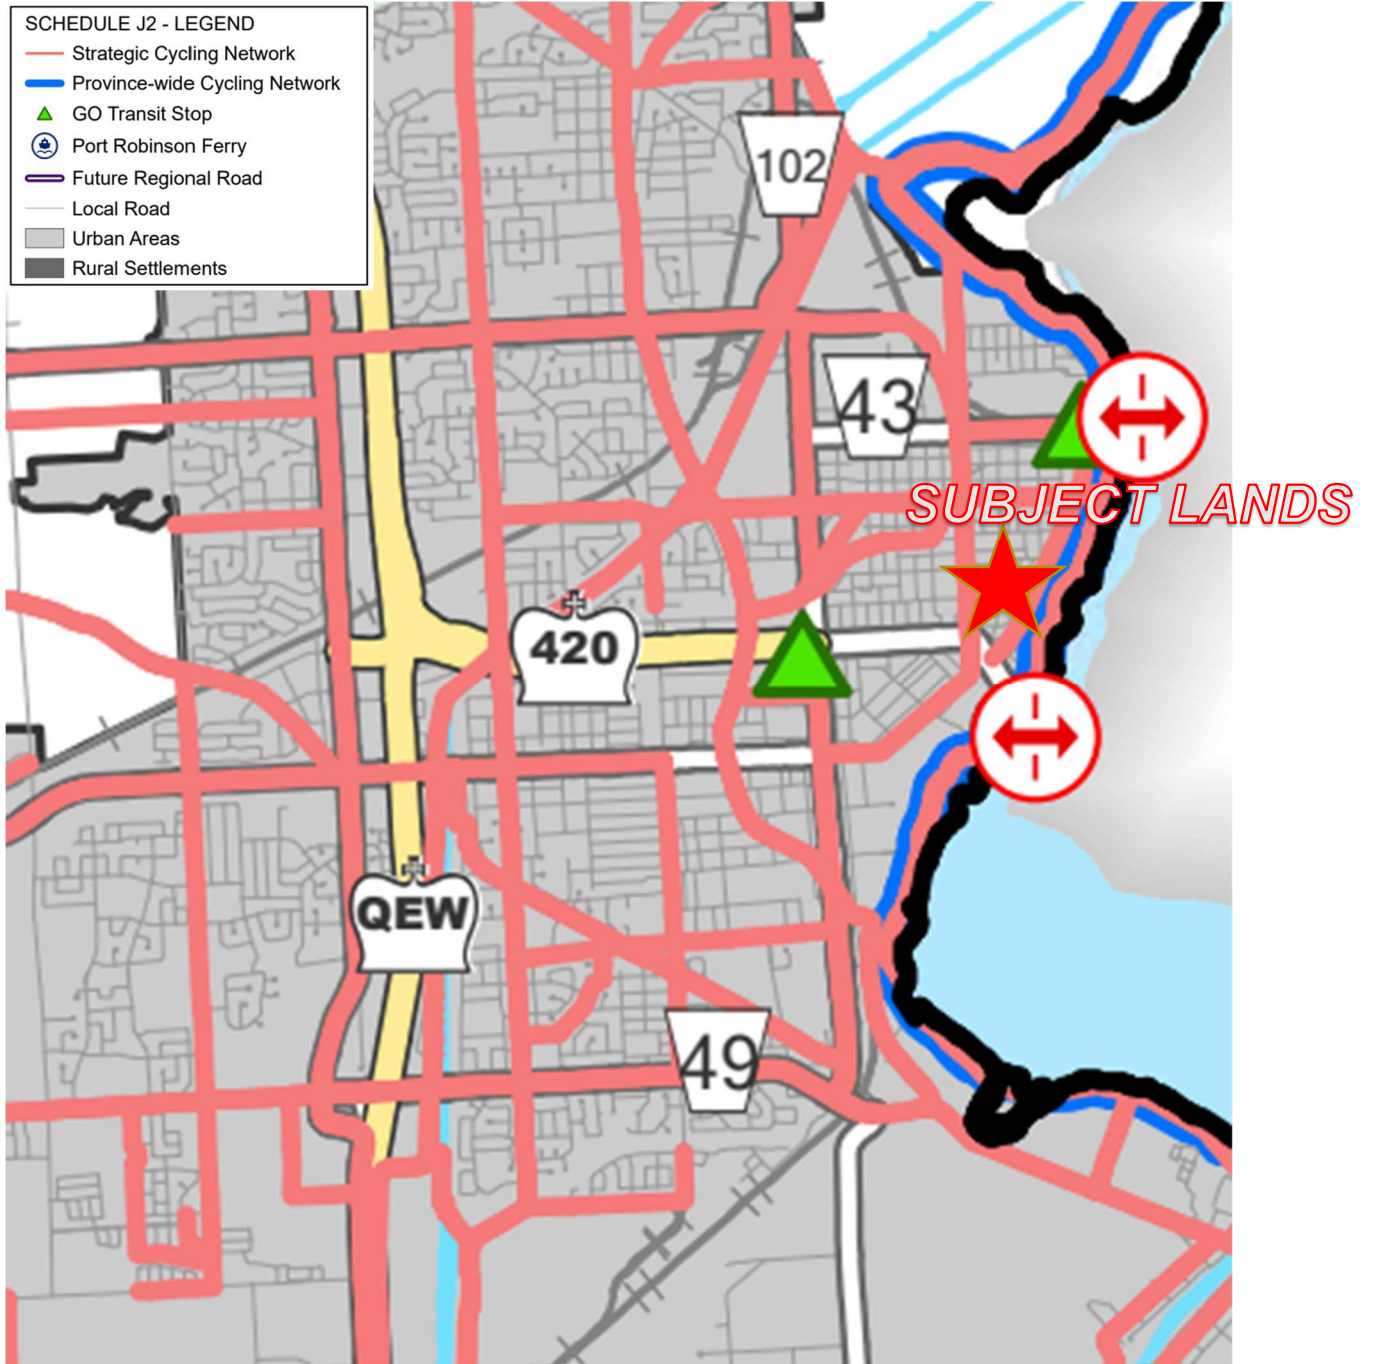 SCHEDULE J2 - LEGEND
Strategic Cycling Network
Province-wide Cycling Network
GO Transit Stop
Port Robinson Ferry
Future Regional Road
Local Road
Urban Areas
Rural Settlements
102
43
SUBJECT LANDS
420
QEW
49